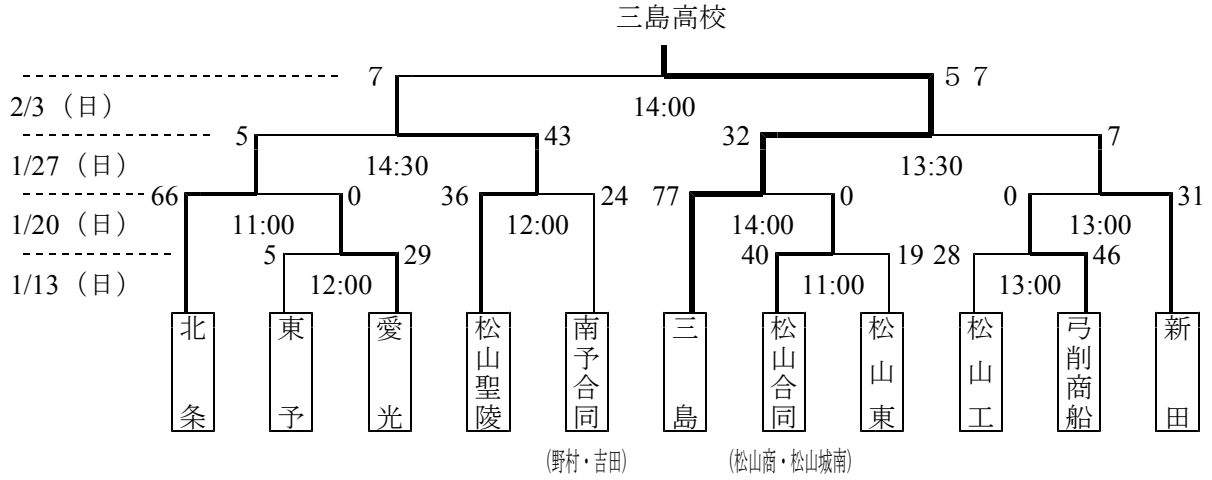 三島高校
7 57
2/3（日） 14:00
5 43 32 7
1/27（日） 14:30 13:30
66 0 36 24 77 0 0 31
1/20（日） 11:00 12:00 14:00 13:00
5 29 40 19 28 46
1/13（日） 12:00 11:00 13:00
北条
東予
愛光
松山聖陵
南予合同
三島
松山合同
松山東
松山工
弓削商船
新田
(野村・吉田)
(松山商・松山城南)